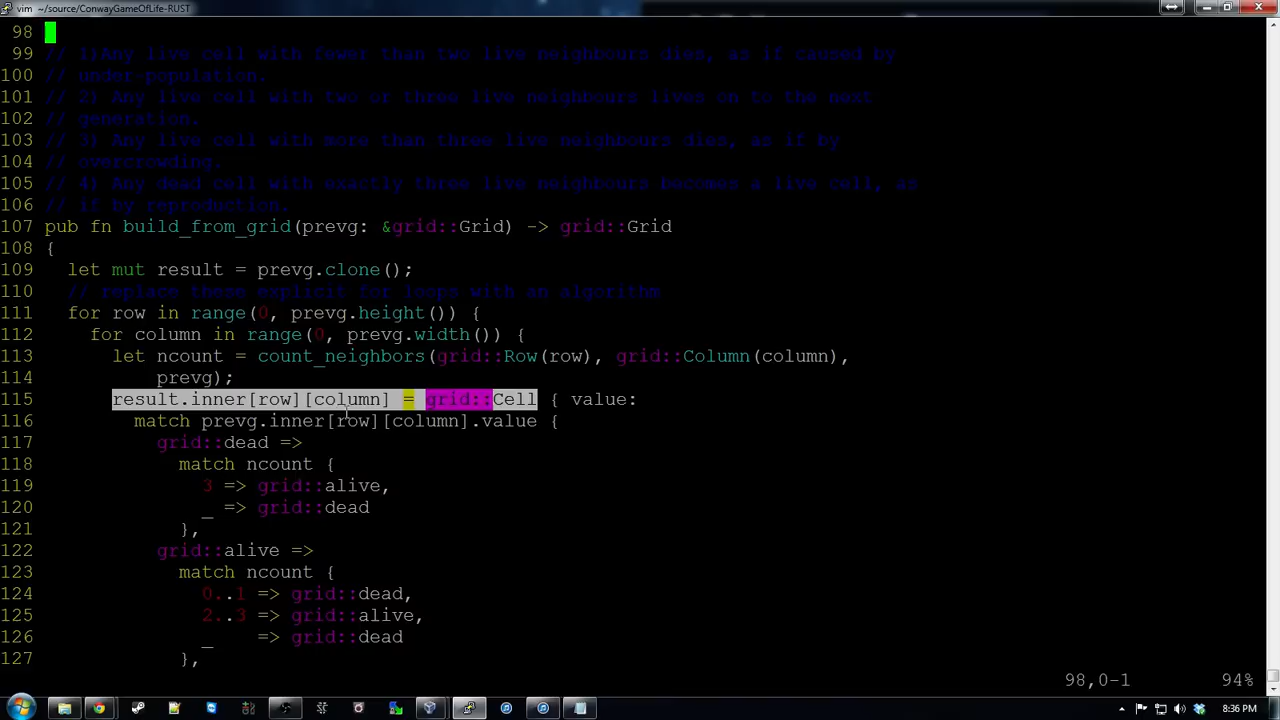 vim ~/source/ConwayGameOfLife-RUST
98
99 // 1)Any live cell with fewer than two live neighbours dies, as if caused by
100 // under-population.
101 // 2) Any live cell with two or three live neighbours lives on to the next
102 // generation.
103 // 3) Any live cell with more than three live neighbours dies, as if by
104 // overcrowding.
105 // 4) Any dead cell with exactly three live neighbours becomes a live cell, as
106 // if by reproduction.
107 pub fn build_from_grid(prevg: &grid::Grid) -> grid::Grid
108 {
109   let mut result = prevg.clone();
110   // replace these explicit for loops with an algorithm
111   for row in range(0, prevg.height()) {
112     for column in range(0, prevg.width()) {
113       let ncount = count_neighbors(grid::Row(row), grid::Column(column),
114           prevg);
115       result.inner[row][column] = grid::Cell { value:
116         match prevg.inner[row][column].value {
117           grid::dead =>
118             match ncount {
119               3 => grid::alive,
120               _ => grid::dead
121             },
122           grid::alive =>
123             match ncount {
124               0..1 => grid::dead,
125               2..3 => grid::alive,
126               _    => grid::dead
127             },
98,0-1 94%
8:36 PM